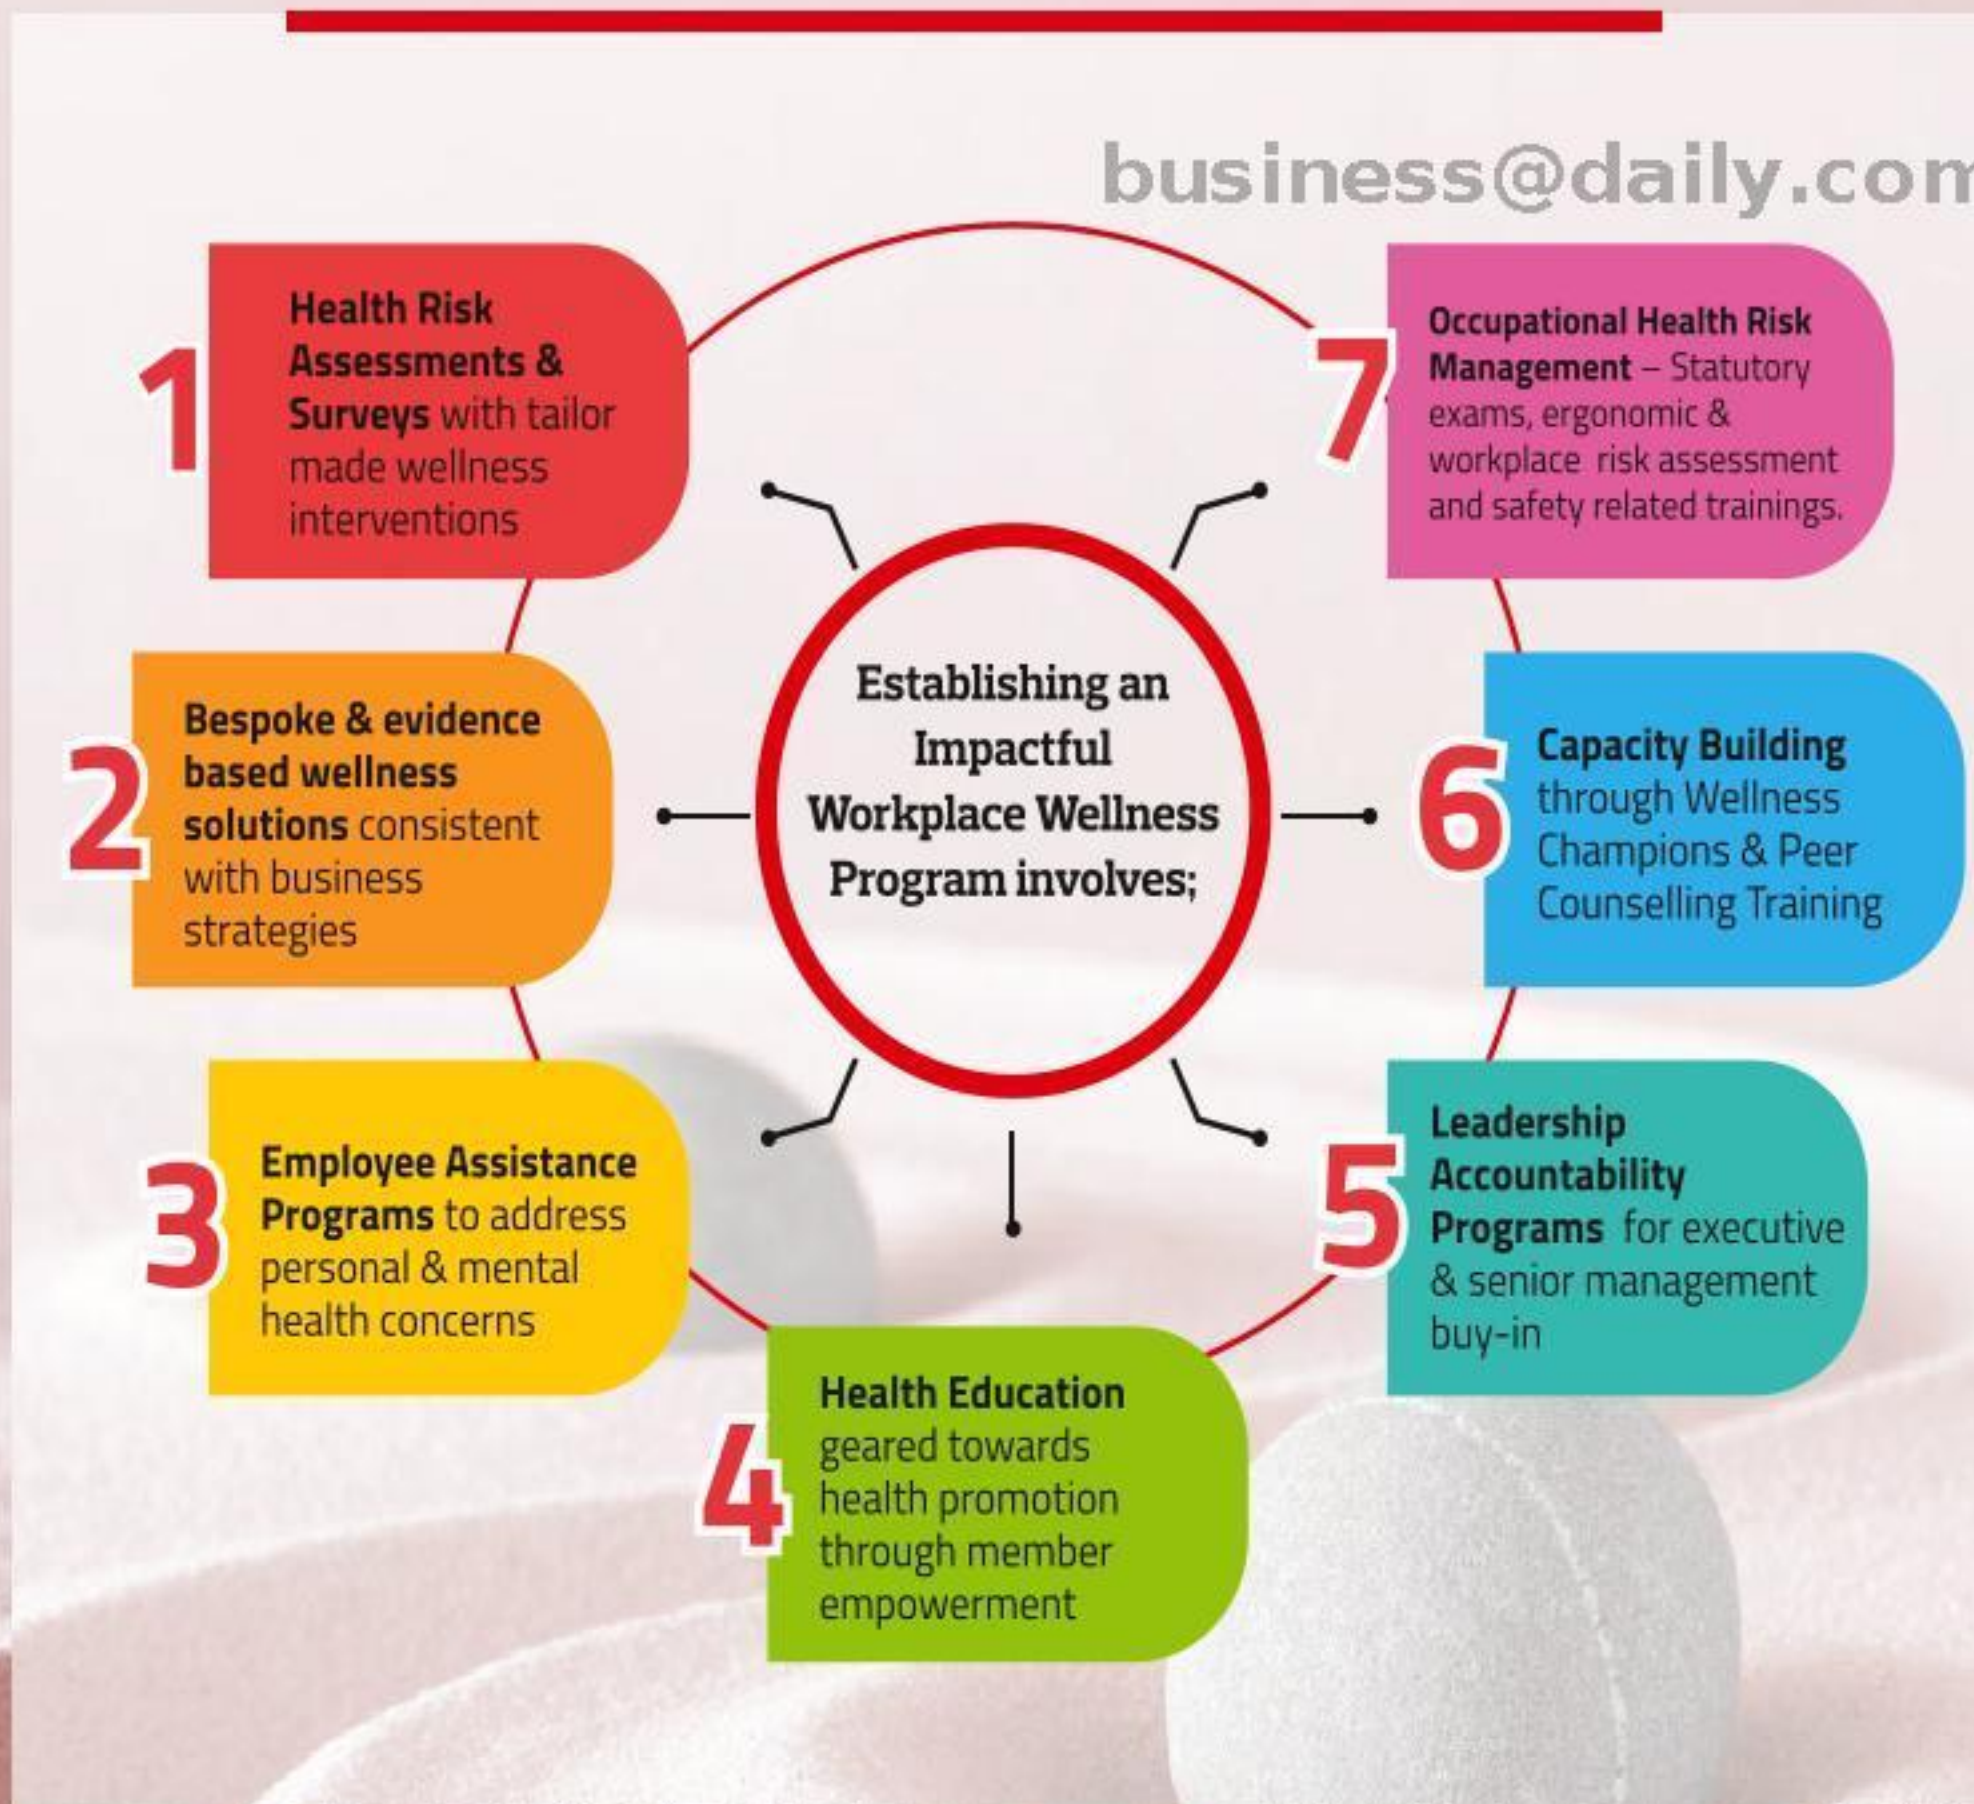 business@daily.com
Establishing an
Impactful
Workplace Wellness
Program involves;
1
Health Risk
Assessments &
Surveys with tailor
made wellness
interventions
2
Bespoke & evidence
based wellness
solutions consistent
with business
strategies
3
Employee Assistance
Programs to address
personal & mental
health concerns
4
Health Education
geared towards
health promotion
through member
empowerment
5
Leadership
Accountability
Programs for executive
& senior management
buy-in
6
Capacity Building
through Wellness
Champions & Peer
Counselling Training
7
Occupational Health Risk
Management – Statutory
exams, ergonomic &
workplace risk assessment
and safety related trainings.